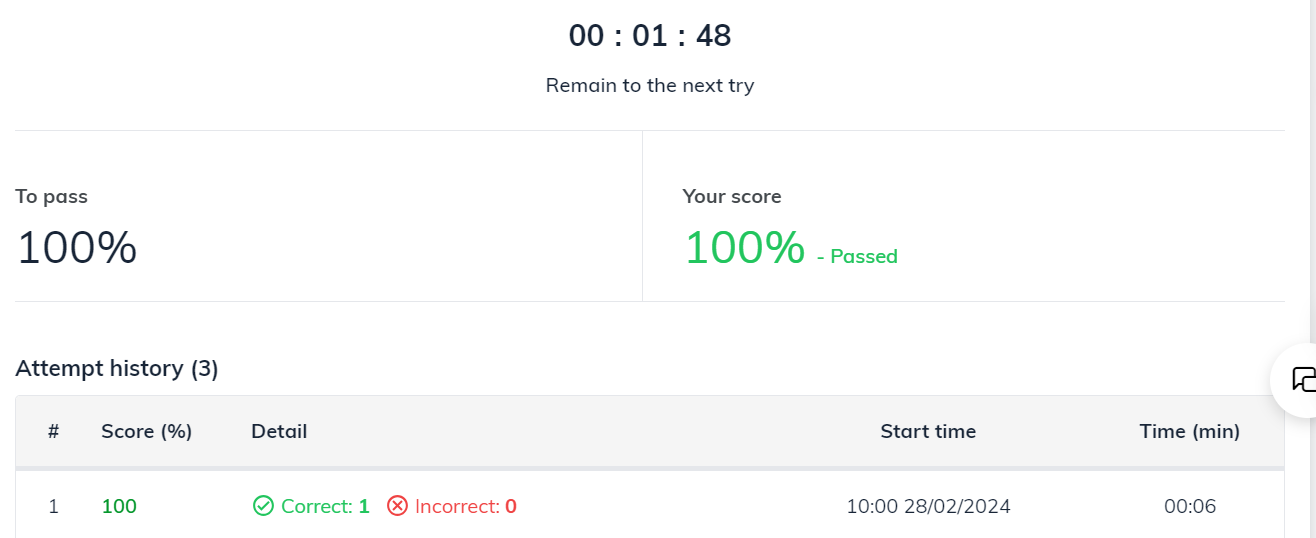 00 : 01 : 48
Remain to the next try
To pass
100%
Your score
100% - Passed
Attempt history (3)
# Score (%) Detail Start time Time (min)
1 100 Correct: 1 Incorrect: 0 10:00 28/02/2024 00:06